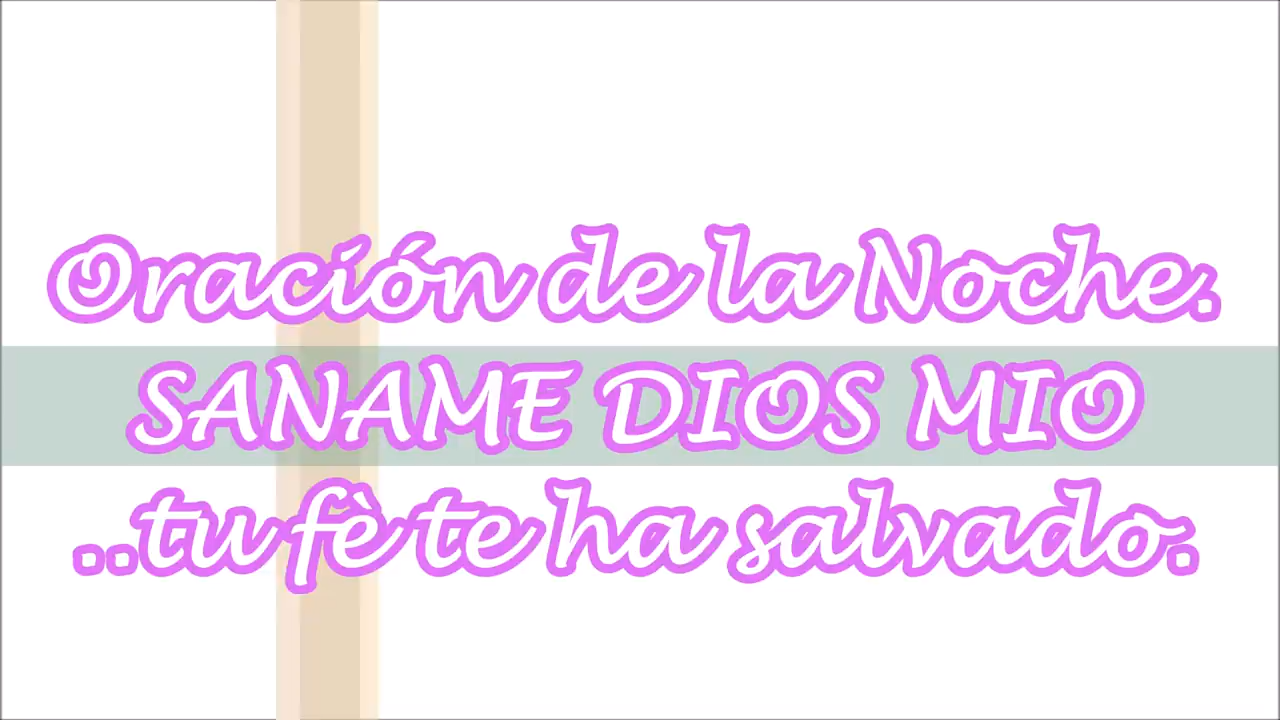 Oración de la Noche.
SANAME DIOS MIO
..tu fè te ha salvado.